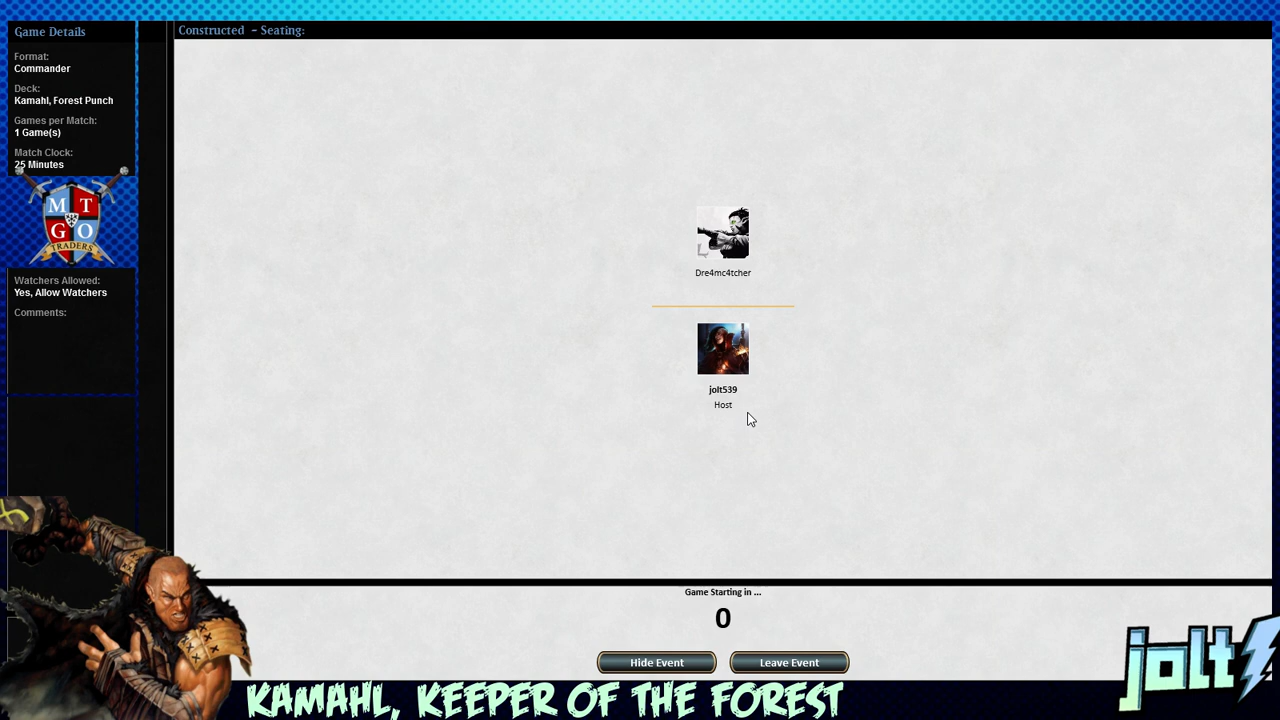 Game Details
Format:
Commander
Deck:
Kamahl, Forest Punch
Games per Match:
1 Game(s)
Match Clock:
25 Minutes
M T
G O
TRADERS
Watchers Allowed:
Yes, Allow Watchers
Comments:
Constructed - Seating:
Dre4mc4tcher
jolt539
Host
Game Starting in ...
0
Hide Event
Leave Event
KAMAHL, KEEPER OF THE FOREST
jolt